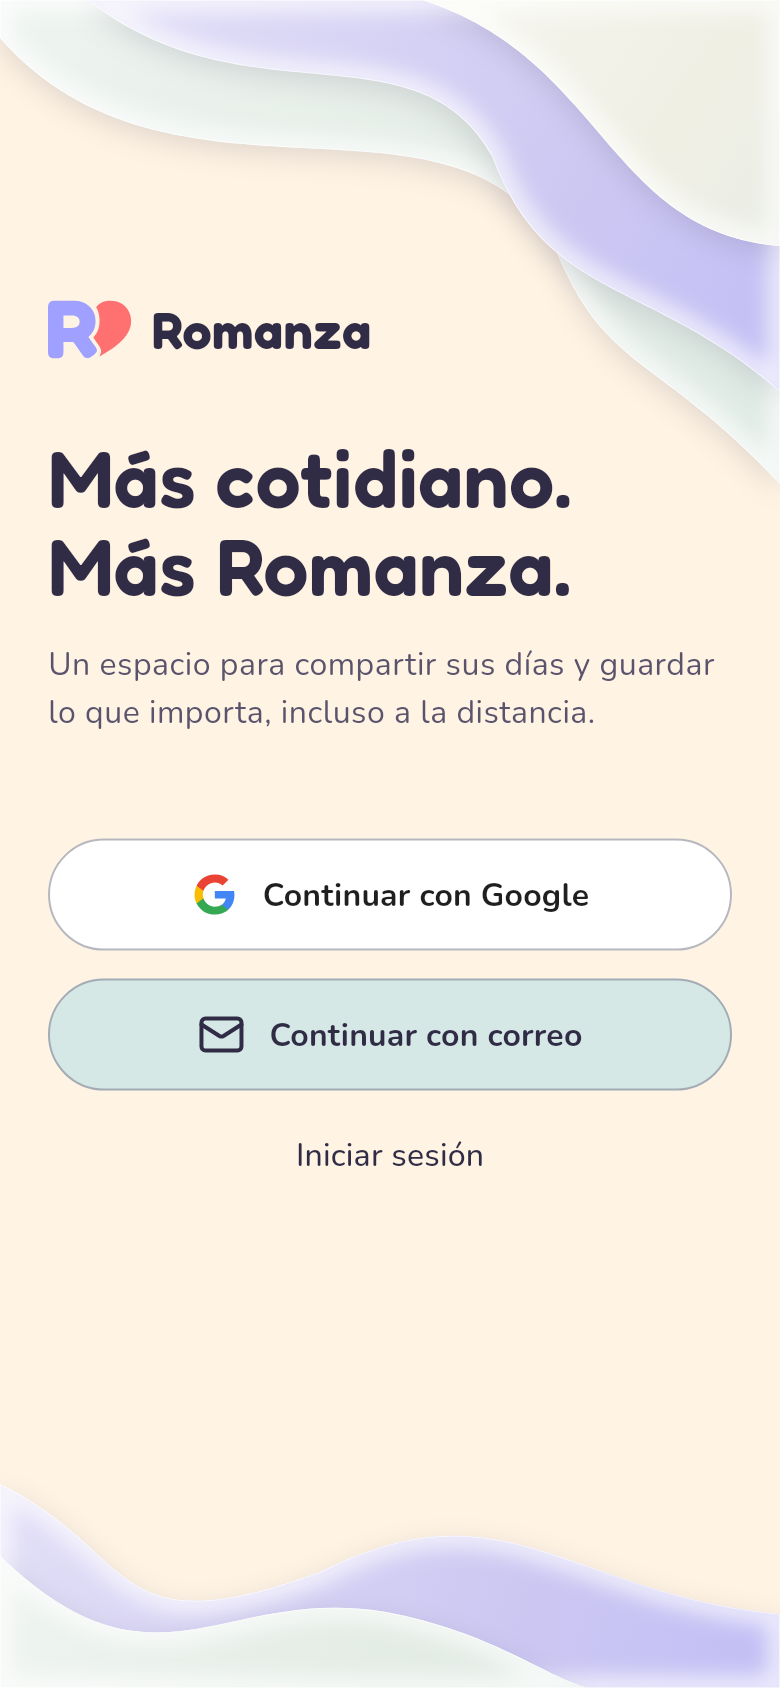 Romanza
Más cotidiano.
Más Romanza.
Un espacio para compartir sus días y guardar
lo que importa, incluso a la distancia.
Continuar con Google
Continuar con correo
Iniciar sesión